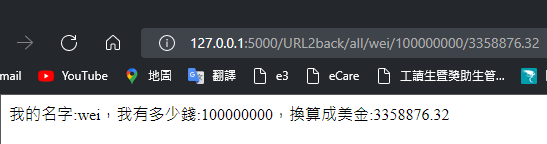 127.0.0.1:5000/URL2back/all/wei/100000000/3358876.32
mail YouTube 地圖 翻譯 e3 eCare 工讀生暨獎助生管...
我的名字:wei，我有多少錢:100000000，換算成美金:3358876.32